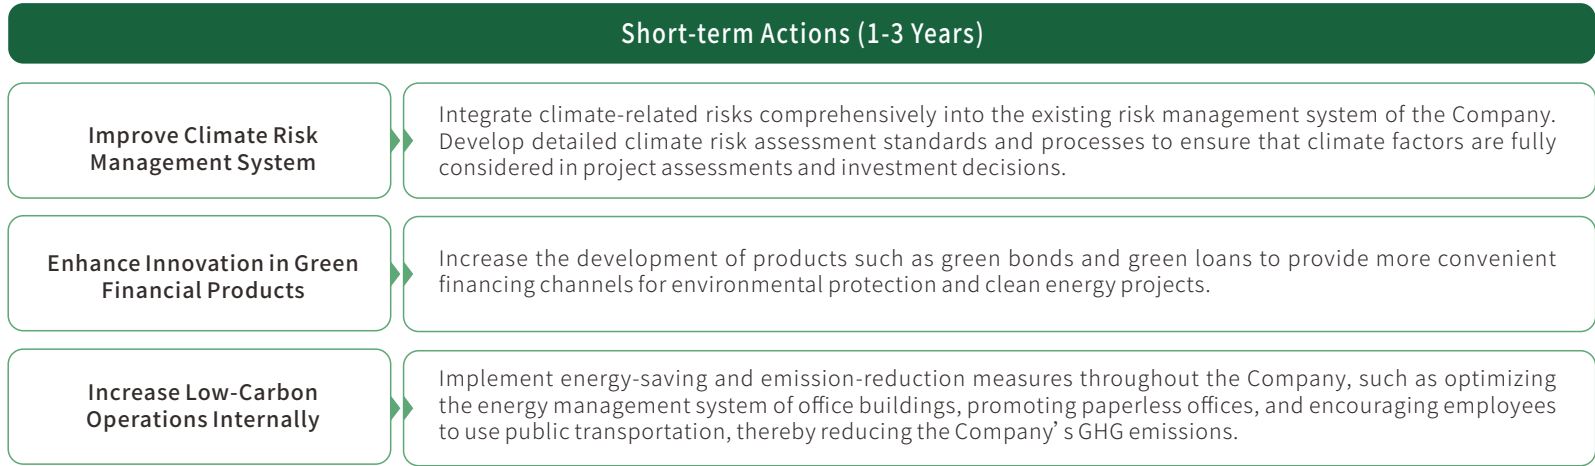 Short-term Actions (1-3 Years)
Improve Climate Risk
Management System
Integrate climate-related risks comprehensively into the existing risk management system of the Company.
Develop detailed climate risk assessment standards and processes to ensure that climate factors are fully
considered in project assessments and investment decisions.
Enhance Innovation in Green
Financial Products
Increase the development of products such as green bonds and green loans to provide more convenient
financing channels for environmental protection and clean energy projects.
Increase Low-Carbon
Operations Internally
Implement energy-saving and emission-reduction measures throughout the Company, such as optimizing
the energy management system of office buildings, promoting paperless offices, and encouraging employees
to use public transportation, thereby reducing the Company’s GHG emissions.